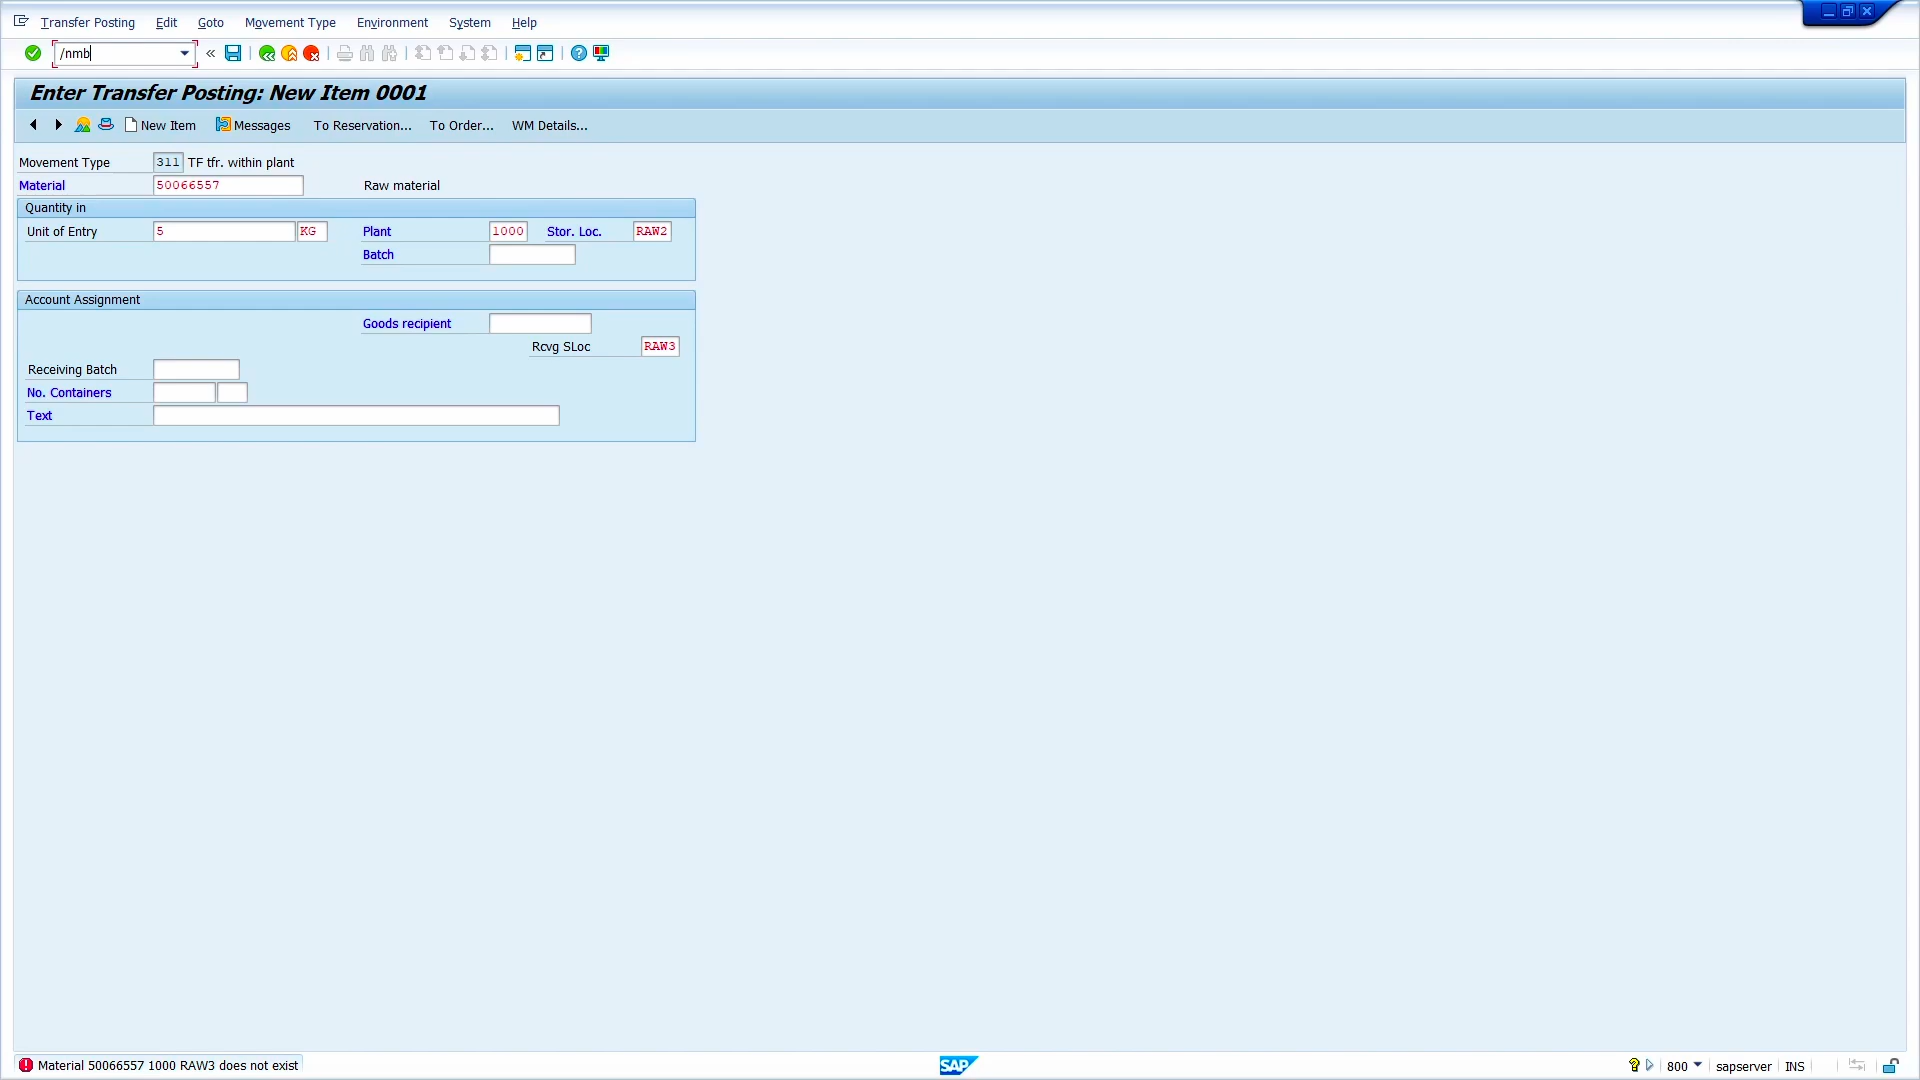 Transfer Posting Edit Goto Movement Type Environment System Help
/nmb
Enter Transfer Posting: New Item 0001
New Item Messages To Reservation... To Order... WM Details...
Movement Type 311 TF tfr. within plant
Material 50066557 Raw material
Quantity in
Unit of Entry 5 KG Plant 1000 Stor. Loc. RAW2
Batch
Account Assignment
Goods recipient
Rcvg SLoc RAW3
Receiving Batch
No. Containers
Text
Material 50066557 1000 RAW3 does not exist SAP 800 sapserver INS